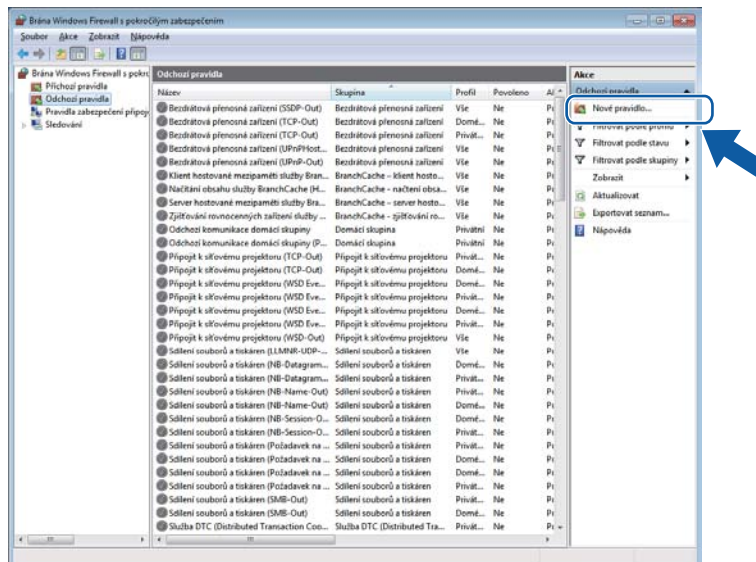 Brána Windows Firewall s pokročilým zabezpečením
Soubor Akce Zobrazit Nápověda
Brána Windows Firewall s pokro
Příchozí pravidla
Odchozí pravidla
Pravidla zabezpečení připoj
Sledování
Odchozí pravidla
Název Skupina Profil Povoleno
Bezdrátová přenosná zařízení (SSDP-Out) Bezdrátová přenosná zařízení Vše Ne
Bezdrátová přenosná zařízení (TCP-Out) Bezdrátová přenosná zařízení Domé... Ne
Bezdrátová přenosná zařízení (TCP-Out) Bezdrátová přenosná zařízení Privát... Ne
Bezdrátová přenosná zařízení (UPnPHost... Bezdrátová přenosná zařízení Vše Ne
Bezdrátová přenosná zařízení (UPnP-Out) Bezdrátová přenosná zařízení Vše Ne
Klient hostované mezipaměti služby Bran... BranchCache – klient hosto... Vše Ne
Načítání obsahu služby BranchCache (H... BranchCache - načtení obsa... Vše Ne
Server hostované mezipaměti služby Bra... BranchCache – server hosto... Vše Ne
Zjišťování rovnocenných zařízení služby ... BranchCache - zjišťování ro... Vše Ne
Odchozí komunikace domácí skupiny Domácí skupina Privátní Ne
Odchozí komunikace domácí skupiny (P... Domácí skupina Privátní Ne
Připojit k síťovému projektoru (TCP-Out) Připojit k síťovému projektoru Privát... Ne
Připojit k síťovému projektoru (TCP-Out) Připojit k síťovému projektoru Domé... Ne
Připojit k síťovému projektoru (WSD Eve... Připojit k síťovému projektoru Privát... Ne
Připojit k síťovému projektoru (WSD Eve... Připojit k síťovému projektoru Domé... Ne
Připojit k síťovému projektoru (WSD Eve... Připojit k síťovému projektoru Domé... Ne
Připojit k síťovému projektoru (WSD Eve... Připojit k síťovému projektoru Privát... Ne
Připojit k síťovému projektoru (WSD-Out) Připojit k síťovému projektoru Vše Ne
Sdílení souborů a tiskáren (LLMNR-UDP-... Sdílení souborů a tiskáren Vše Ne
Sdílení souborů a tiskáren (NB-Datagram... Sdílení souborů a tiskáren Domé... Ne
Sdílení souborů a tiskáren (NB-Datagram... Sdílení souborů a tiskáren Privát... Ne
Sdílení souborů a tiskáren (NB-Name-Out) Sdílení souborů a tiskáren Privát... Ne
Sdílení souborů a tiskáren (NB-Name-Out) Sdílení souborů a tiskáren Domé... Ne
Sdílení souborů a tiskáren (NB-Session-O... Sdílení souborů a tiskáren Domé... Ne
Sdílení souborů a tiskáren (NB-Session-O... Sdílení souborů a tiskáren Privát... Ne
Sdílení souborů a tiskáren (Požadavek na ... Sdílení souborů a tiskáren Privát... Ne
Sdílení souborů a tiskáren (Požadavek na ... Sdílení souborů a tiskáren Domé... Ne
Sdílení souborů a tiskáren (Požadavek na ... Sdílení souborů a tiskáren Domé... Ne
Sdílení souborů a tiskáren (Požadavek na ... Sdílení souborů a tiskáren Privát... Ne
Sdílení souborů a tiskáren (SMB-Out) Sdílení souborů a tiskáren Privát... Ne
Sdílení souborů a tiskáren (SMB-Out) Sdílení souborů a tiskáren Domé... Ne
Služba DTC (Distributed Transaction Coo... Služba DTC (Distributed Tra... Privát... Ne
Akce
Odchozí pravidla
Nové pravidlo...
Filtrovat podle profilu
Filtrovat podle stavu
Filtrovat podle skupiny
Zobrazit
Aktualizovat
Exportovat seznam...
Nápověda